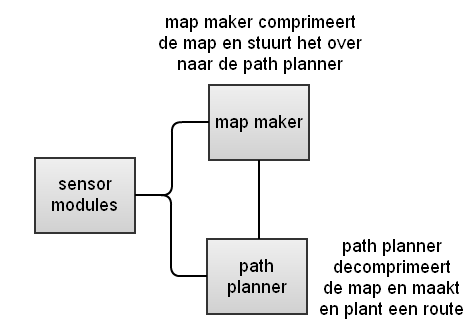 map maker comprimeert
de map en stuurt het over
naar de path planner
map maker
sensor
modules
path
planner
path planner
decomprimeert
de map en maakt
en plant een route